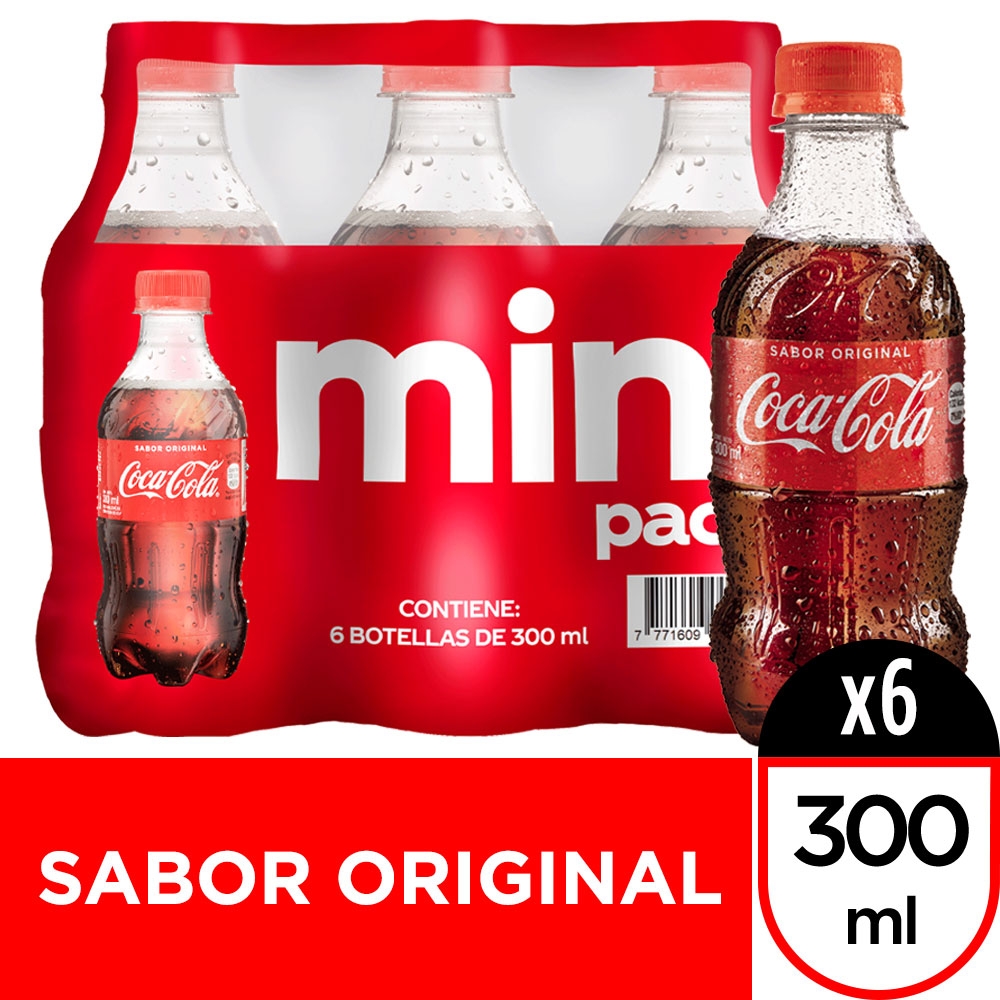 min
pac
CONTIENE:
6 BOTELLAS DE 300 ml
7 771609
SABOR ORIGINAL
Coca-Cola
300 ml
SABOR ORIGINAL
Coca-Cola
300 ml
SABOR ORIGINAL
x6
300
ml